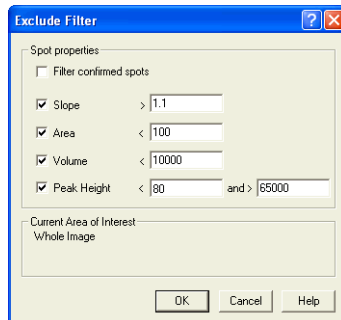 Exclude Filter
Spot properties
Filter confirmed spots
Slope > 1.1
Area < 100
Volume < 10000
Peak Height < 80 and > 65000
Current Area of Interest
Whole Image
OK Cancel Help